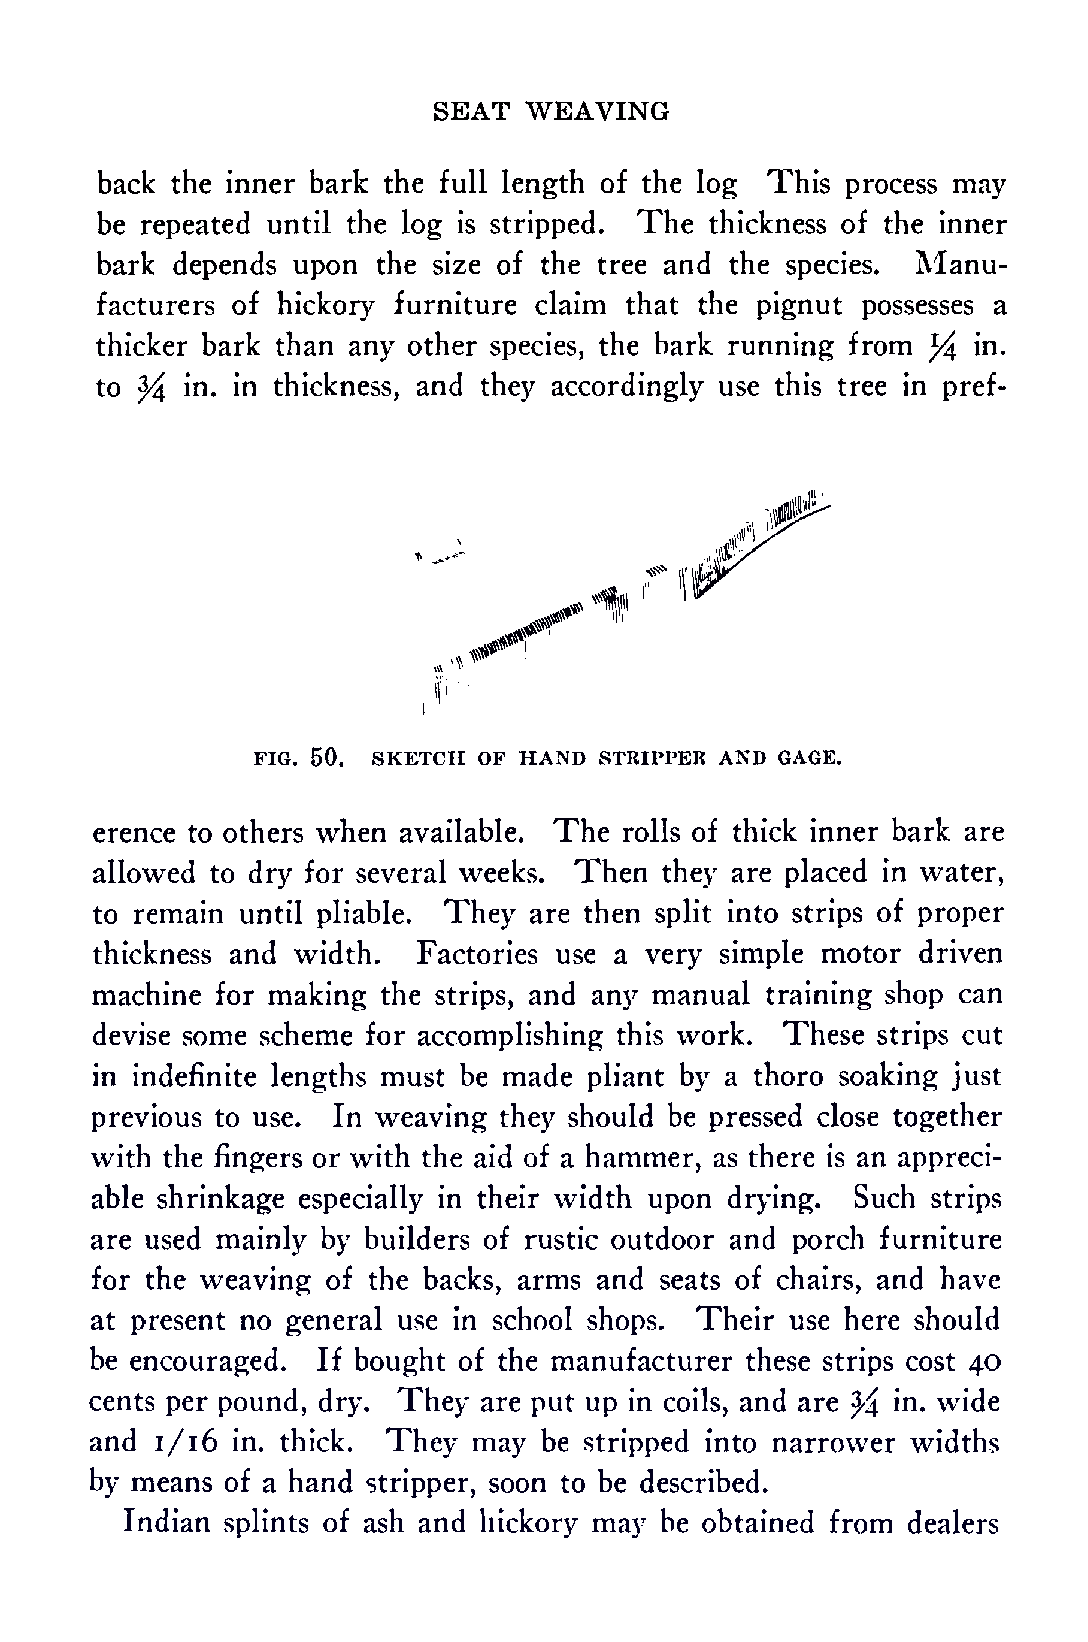 SEAT WEAVING
back the inner bark the full length of the log This process may
be repeated until the log is stripped. The thickness of the inner
bark depends upon the size of the tree and the species. Manu-
facturers of hickory furniture claim that the pignut possesses a
thicker bark than any other species, the bark running from ¼ in.
to ¾ in. in thickness, and they accordingly use this tree in pref-
FIG. 50. SKETCH OF HAND STRIPPER AND GAGE.
erence to others when available. The rolls of thick inner bark are
allowed to dry for several weeks. Then they are placed in water,
to remain until pliable. They are then split into strips of proper
thickness and width. Factories use a very simple motor driven
machine for making the strips, and any manual training shop can
devise some scheme for accomplishing this work. These strips cut
in indefinite lengths must be made pliant by a thoro soaking just
previous to use. In weaving they should be pressed close together
with the fingers or with the aid of a hammer, as there is an appreci-
able shrinkage especially in their width upon drying. Such strips
are used mainly by builders of rustic outdoor and porch furniture
for the weaving of the backs, arms and seats of chairs, and have
at present no general use in school shops. Their use here should
be encouraged. If bought of the manufacturer these strips cost 40
cents per pound, dry. They are put up in coils, and are ¾ in. wide
and 1/16 in. thick. They may be stripped into narrower widths
by means of a hand stripper, soon to be described.
Indian splints of ash and hickory may be obtained from dealers